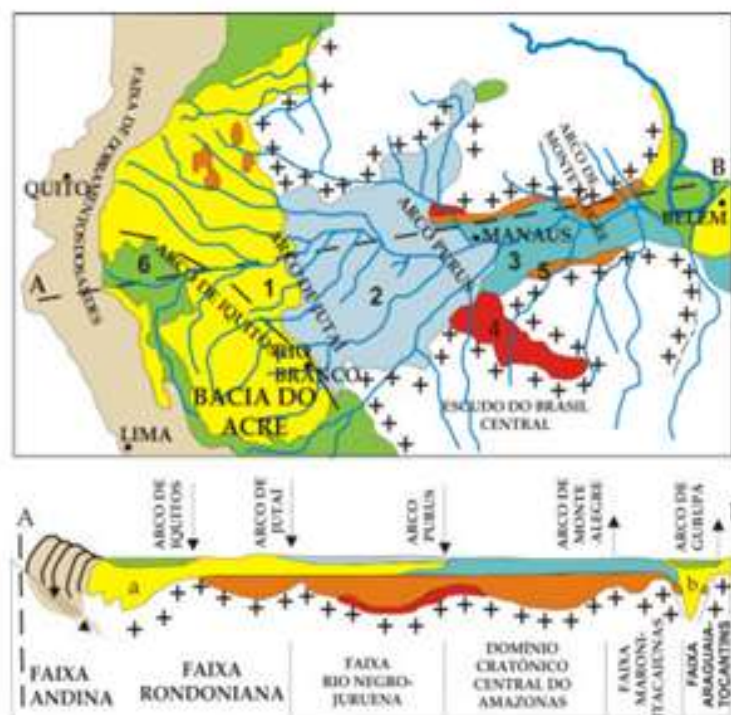 FAIXA DE DOBRAMENTOS DOS ANDES
QUITO
A
6
ARCO DE IQUITOS
1
ARCO DE JUTAÍ
2
ARCO PURUS
MANAUS
3
5
4
ARCO DE
MONTE ALEGRE
B
BELÉM
RIO
BRANCO
BACIA DO
ACRE
LIMA
ESCUDO DO BRASIL
CENTRAL
A
ARCO DE
IQUITOS
ARCO DE
JUTAÍ
ARCO
PURUS
ARCO DE
MONTE
ALEGRE
ARCO DE
GURUPÁ
a
b
FAIXA
ANDINA
FAIXA
RONDONIANA
FAIXA
RIO NEGRO-
JURUENA
DOMÍNIO
CRATÔNICO
CENTRAL DO
AMAZONAS
FAIXA
MARONI-
ITACAIUNAS
FAIXA
ARAGUAIA-
TOCANTINS